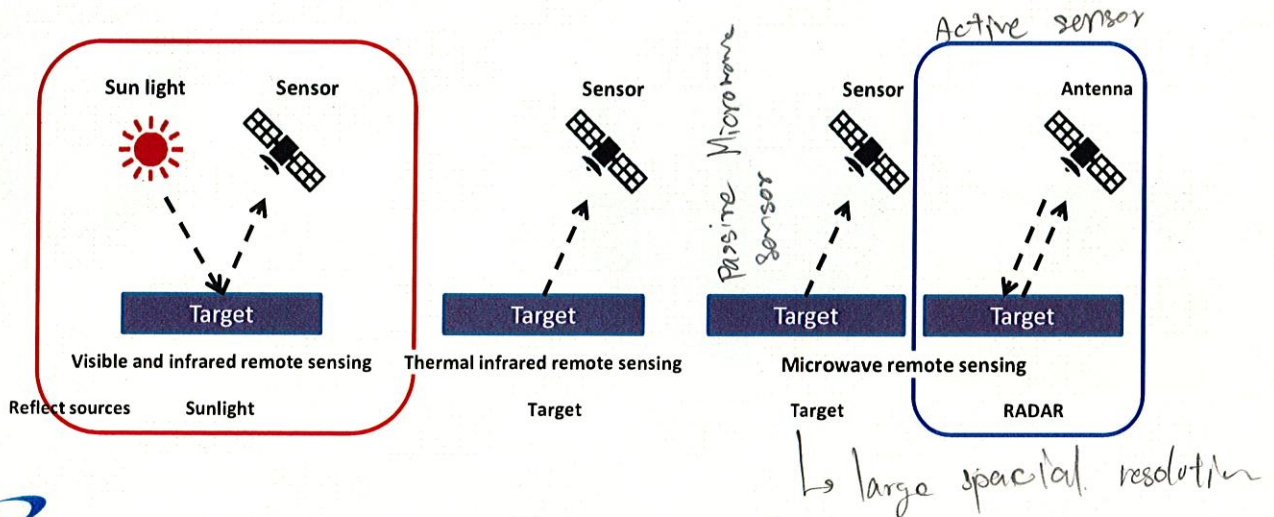 Active sensor
Passive Microwave
sensor
Sun light
Sensor
Sensor
Sensor
Antenna
Target
Target
Target
Target
Visible and infrared remote sensing
Thermal infrared remote sensing
Microwave remote sensing
Reflect sources
Sunlight
Target
Target
RADAR
↳ large spacial resolution